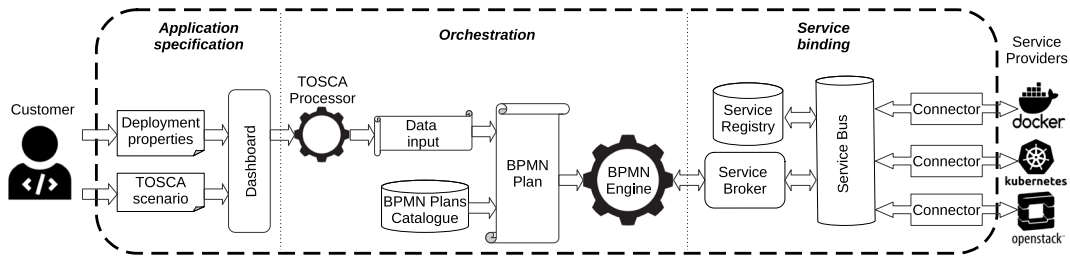 Application
specification
Orchestration
Service
binding
Service
Providers
Customer
</>
Deployment
properties
TOSCA
scenario
Dashboard
TOSCA
Processor
Data
input
BPMN Plans
Catalogue
BPMN
Plan
BPMN
Engine
Service
Registry
Service
Broker
Service Bus
Connector
docker
Connector
kubernetes
Connector
openstack™